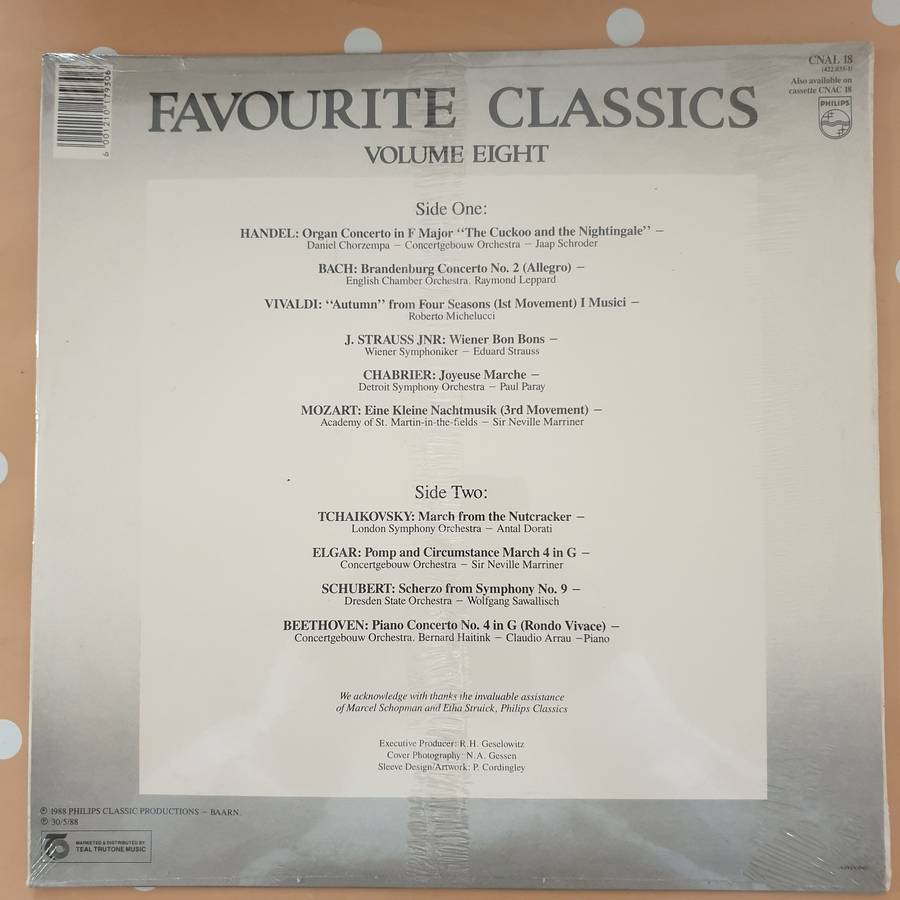 CNAL 18
Also available on
cassette CNAC 18
PHILIPS
6 001210 179306
FAVOURITE CLASSICS
VOLUME EIGHT
Side One:
HANDEL: Organ Concerto in F Major “The Cuckoo and the Nightingale” –
Daniel Chorzempa – Concertgebouw Orchestra – Jaap Schroder
BACH: Brandenburg Concerto No. 2 (Allegro) –
English Chamber Orchestra. Raymond Leppard
VIVALDI: “Autumn” from Four Seasons (1st Movement) I Musici –
Roberto Michelucci
J. STRAUSS JNR: Wiener Bon Bons –
Wiener Symphoniker – Eduard Strauss
CHABRIER: Joyeuse Marche –
Detroit Symphony Orchestra – Paul Paray
MOZART: Eine Kleine Nachtmusik (3rd Movement) –
Academy of St. Martin-in-the-fields – Sir Neville Marriner
Side Two:
TCHAIKOVSKY: March from the Nutcracker –
London Symphony Orchestra – Antal Dorati
ELGAR: Pomp and Circumstance March 4 in G –
Concertgebouw Orchestra – Sir Neville Marriner
SCHUBERT: Scherzo from Symphony No. 9 –
Dresden State Orchestra – Wolfgang Sawallisch
BEETHOVEN: Piano Concerto No. 4 in G (Rondo Vivace) –
Concertgebouw Orchestra. Bernard Haitink – Claudio Arrau –Piano
We acknowledge with thanks the invaluable assistance
of Marcel Schopman and Struick, Philips Classics
Executive Producer: R.H. Geselowitz
Cover Photography: N.A. Gessen
Sleeve Design/Artwork: P. Cordingley
℗ 1988 PHILIPS CLASSIC PRODUCTIONS – BAARN.
℗ 30/5/88
MARKETED & DISTRIBUTED BY
TEAL TRUTONE MUSIC